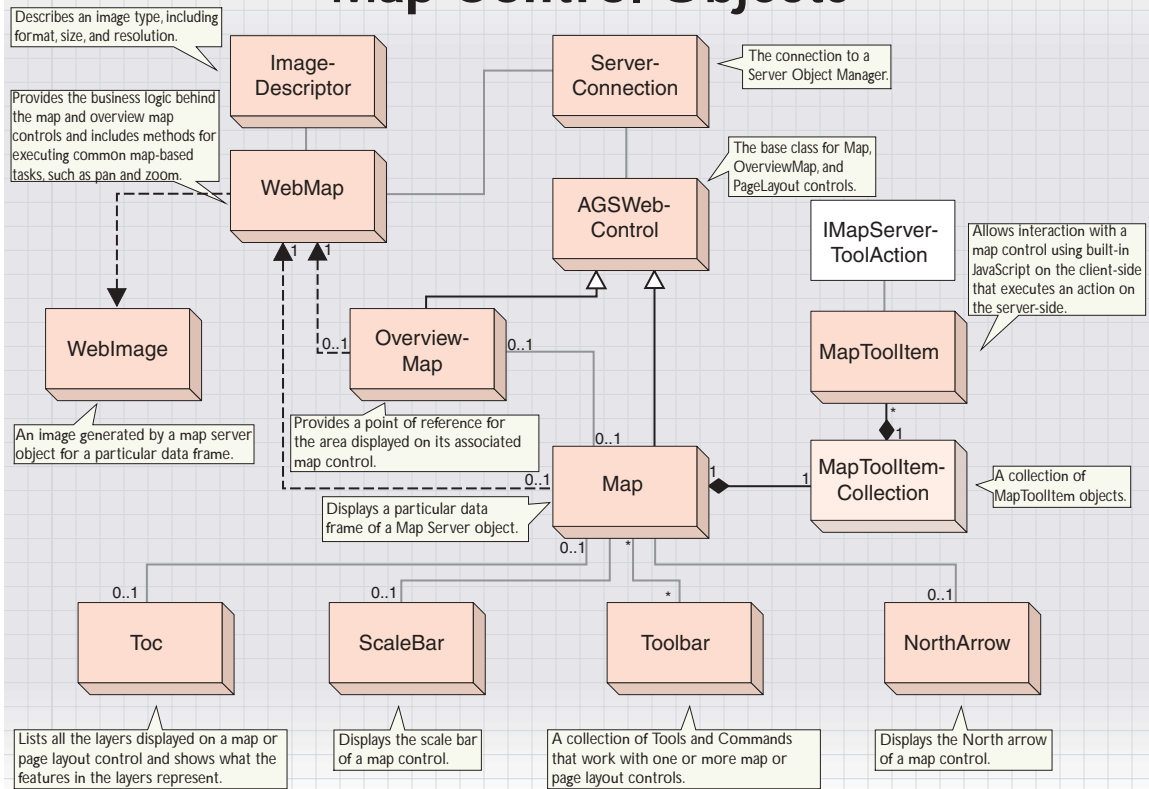 Map Control Objects
Describes an image type, including
format, size, and resolution.
Image-
Descriptor
Server-
Connection
The connection to a
Server Object Manager.
Provides the business logic behind
the map and overview map
controls and includes methods for
executing common map-based
tasks, such as pan and zoom.
WebMap
The base class for Map,
OverviewMap, and
PageLayout controls.
AGSWeb-
Control
IMapServer-
ToolAction
Allows interaction with a
map control using built-in
JavaScript on the client-side
that executes an action on
the server-side.
1
1
WebImage
0..1
Overview-
Map
0..1
MapToolItem
An image generated by a map server
object for a particular data frame.
Provides a point of reference for
the area displayed on its associated
map control.
*
1
0..1
0..1
Map
1
1
MapToolItem-
Collection
A collection of
MapToolItem objects.
Displays a particular data
frame of a Map Server object.
0..1
*
0..1
0..1
*
0..1
Toc
ScaleBar
Toolbar
NorthArrow
Lists all the layers displayed on a map or
page layout control and shows what the
features in the layers represent.
Displays the scale bar
of a map control.
A collection of Tools and Commands
that work with one or more map or
page layout controls.
Displays the North arrow
of a map control.